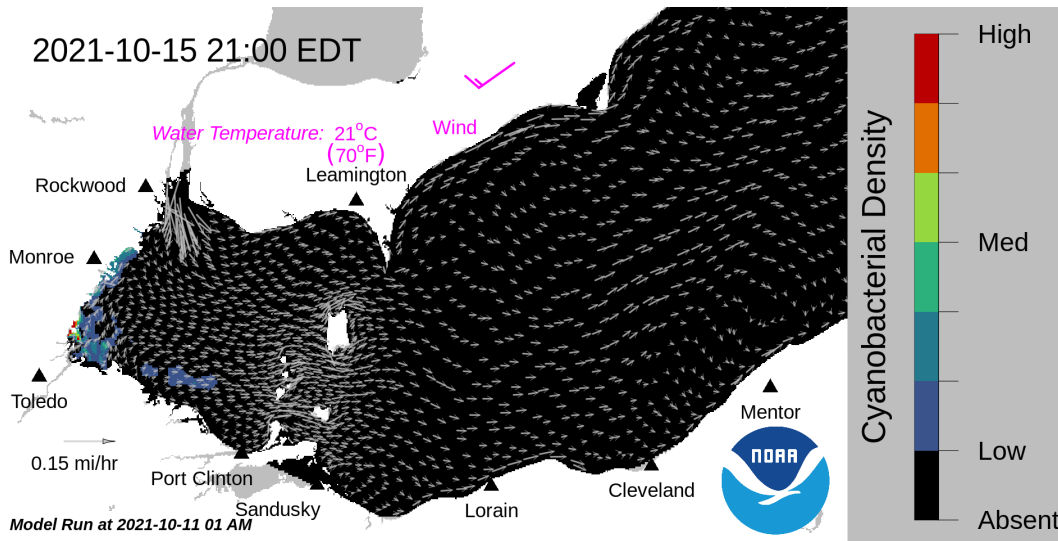 2021-10-15 21:00 EDT
Water Temperature: 21°C
(70°F)
Wind
Leamington
Rockwood
Monroe
Toledo
0.15 mi/hr
Port Clinton
Sandusky
Lorain
Cleveland
Mentor
NOAA
Model Run at 2021-10-11 01 AM
Cyanobacterial Density
High
Med
Low
Absent